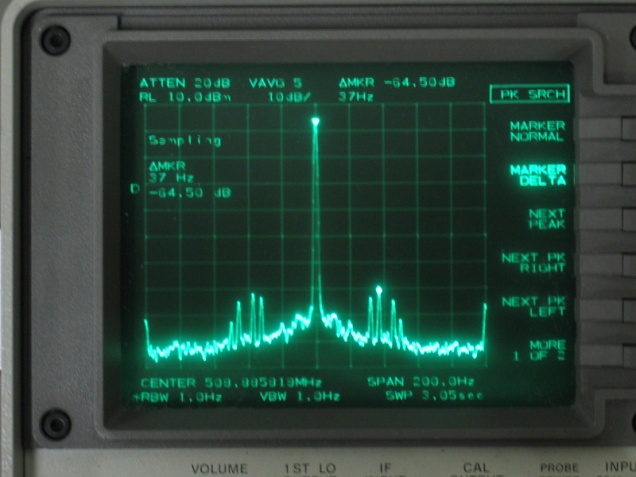 ATTEN 20dB VAVG 5 ΔMKR -64.50dB
RL 10.0dBm 10dB/ 37Hz
PK SRCH
Sampling
ΔMKR
37 Hz
-64.50 dB
D
MARKER
NORMAL
MARKER
DELTA
NEXT
PEAK
NEXT PK
RIGHT
NEXT PK
LEFT
MORE
1 OF 2
SPAN 200.0Hz
CENTER
*RBW 1.0Hz VBW 1.0Hz SWP 3.05sec
VOLUME 1ST LO IF CAL PROBE